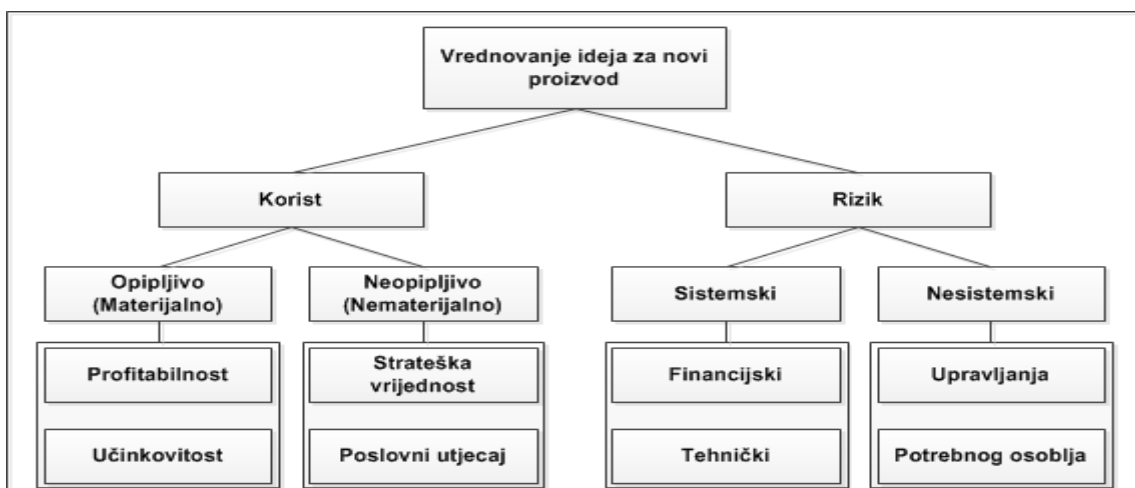 Vrednovanje ideja za novi
proizvod
Korist
Rizik
Opipljivo
(Materijalno)
Neopipljivo
(Nematerijalno)
Sistemski
Nesistemski
Profitabilnost
Strateška
vrijednost
Financijski
Upravljanja
Učinkovitost
Poslovni utjecaj
Tehnički
Potrebnog osoblja